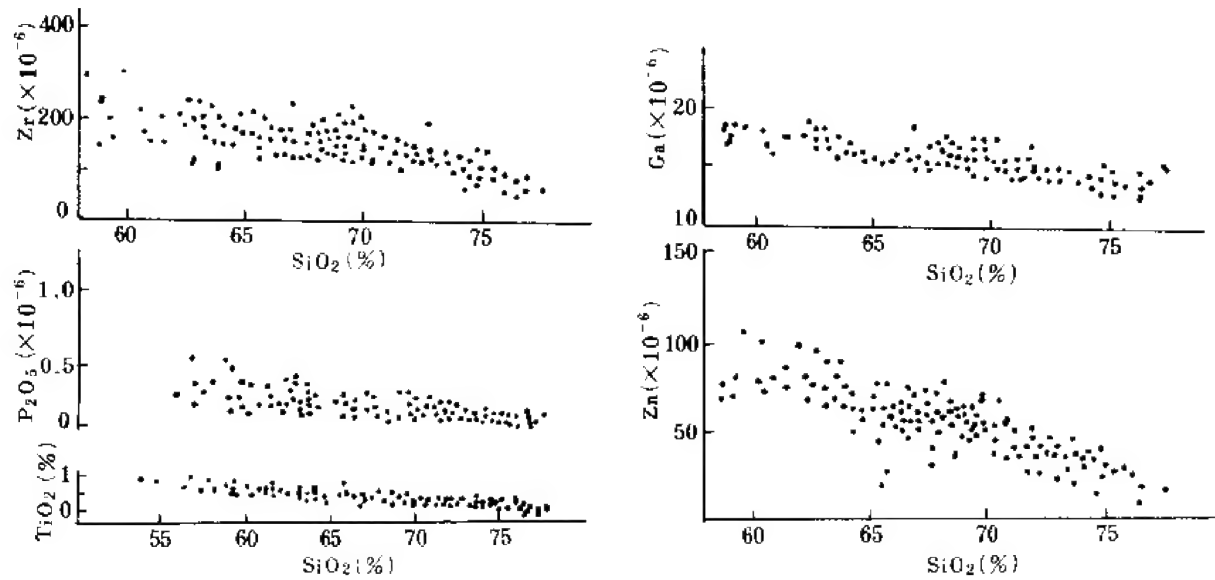 Zr(×10⁻⁶)
400
200
0
60 65 70 75
SiO₂(%)
Ga(×10⁻⁶)
20
10
60 65 70 75
SiO₂(%)
P₂O₅(×10⁻⁶)
1.0
0.5
0
TiO₂(%)
1
0
55 60 65 70 75
SiO₂(%)
Zn(×10⁻⁶)
150
100
50
60 65 70 75
SiO₂(%)